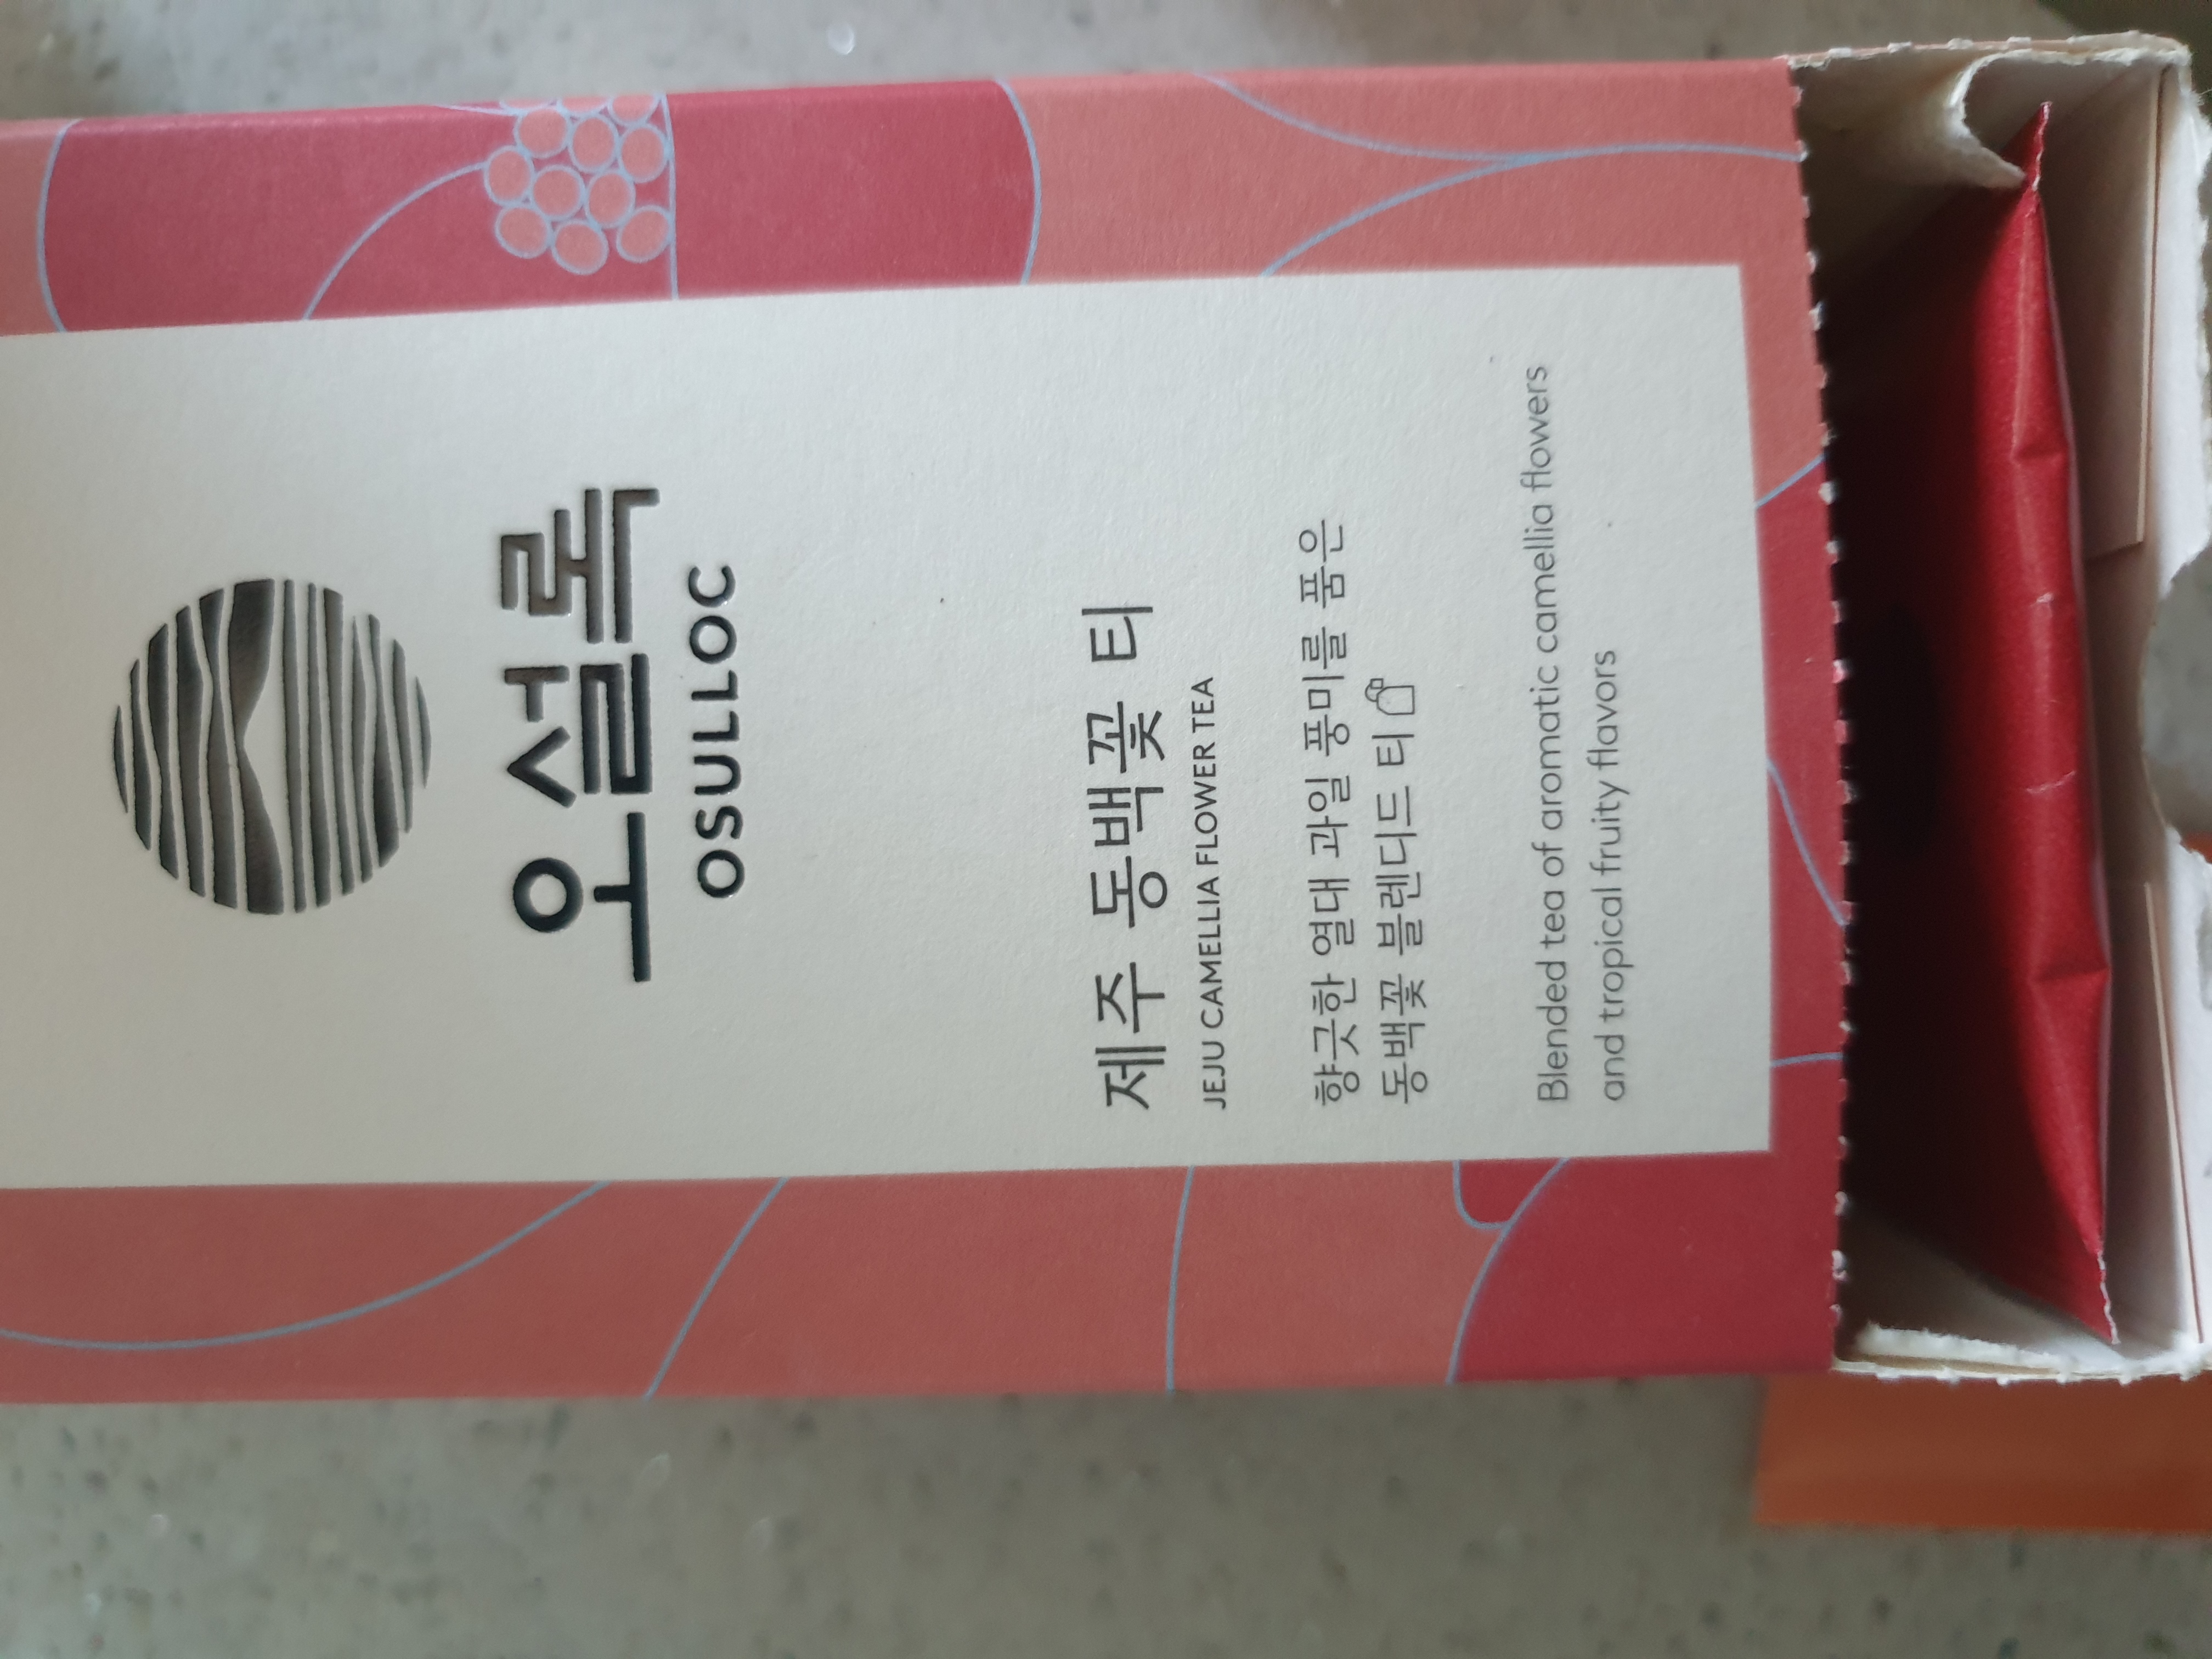 오설록
OSULLOC
제주 동백꽃 티
JEJU CAMELLIA FLOWER TEA
향긋한 열대 과일 풍미를 품은
동백꽃 블렌디드 티
Blended tea of aromatic camellia flowers
and tropical fruity flavors